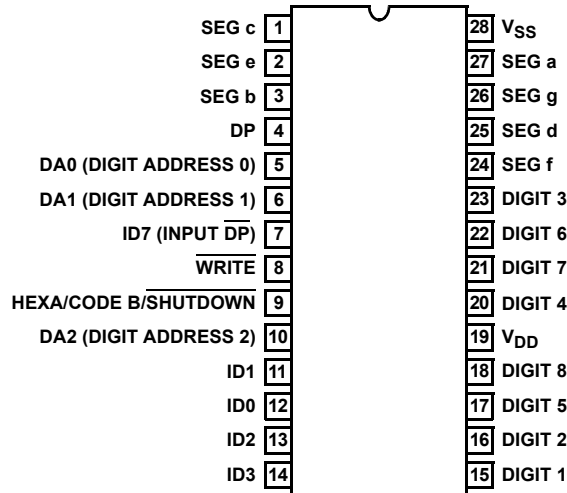 SEG c 1 28 VSS
SEG e 2 27 SEG a
SEG b 3 26 SEG g
DP 4 25 SEG d
DA0 (DIGIT ADDRESS 0) 5 24 SEG f
DA1 (DIGIT ADDRESS 1) 6 23 DIGIT 3
ID7 (INPUT DP) 7 22 DIGIT 6
WRITE 8 21 DIGIT 7
HEXA/CODE B/SHUTDOWN 9 20 DIGIT 4
DA2 (DIGIT ADDRESS 2) 10 19 VDD
ID1 11 18 DIGIT 8
ID0 12 17 DIGIT 5
ID2 13 16 DIGIT 2
ID3 14 15 DIGIT 1